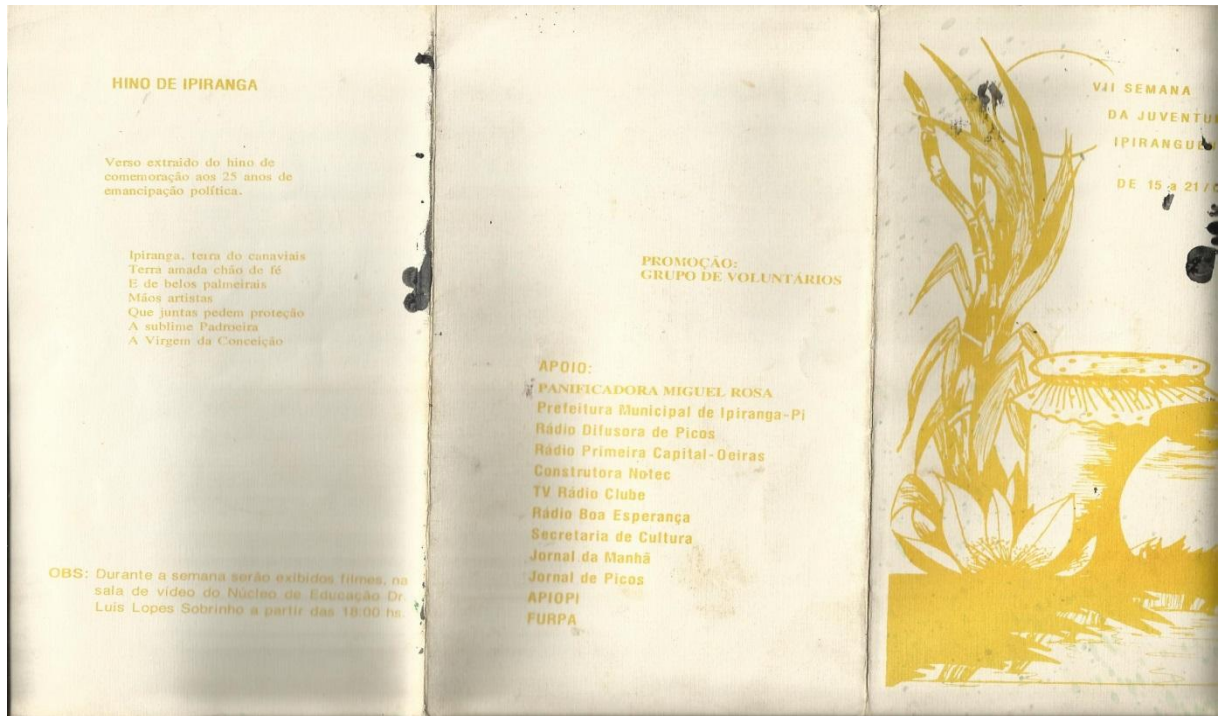 HINO DE IPIRANGA
Verso extraído do hino de
comemoração aos 25 anos de
emancipação política.
Ipiranga, terra do canaviais
Terra amada chão de fé
E de belos palmeirais
Mãos artistas
Que juntas pedem proteção
A sublime Padroeira
A Virgem da Conceição
OBS: Durante a semana serão exibidos filmes, na
sala de vídeo do Núcleo de Educação Dr.
Luis Lopes Sobrinho a partir das 18:00 hs.
PROMOÇÃO:
GRUPO DE VOLUNTÁRIOS
APOIO:
PANIFICADORA MIGUEL ROSA
Prefeitura Municipal de Ipiranga-Pi
Rádio Difusora de Picos
Rádio Primeira Capital-Oeiras
Construtora Notec
TV Rádio Clube
Rádio Boa Esperança
Secretaria de Cultura
Jornal da Manhã
Jornal de Picos
APIOPI
FURPA
VII SEMANA
DA JUVENTU
IPIRANGUE
DE 15 a 21/